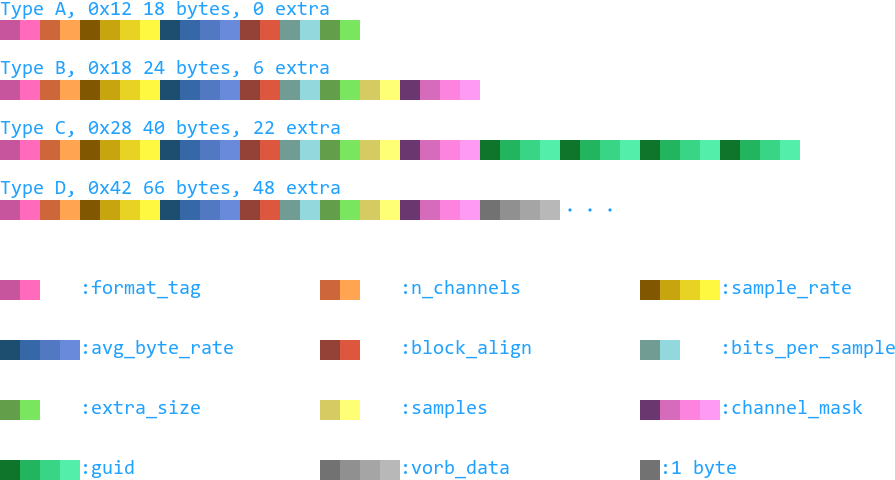 Type A, 0x12 18 bytes, 0 extra
Type B, 0x18 24 bytes, 6 extra
Type C, 0x28 40 bytes, 22 extra
Type D, 0x42 66 bytes, 48 extra
. . .
:format_tag :n_channels :sample_rate
:avg_byte_rate :block_align :bits_per_sample
:extra_size :samples :channel_mask
:guid :vorb_data :1 byte